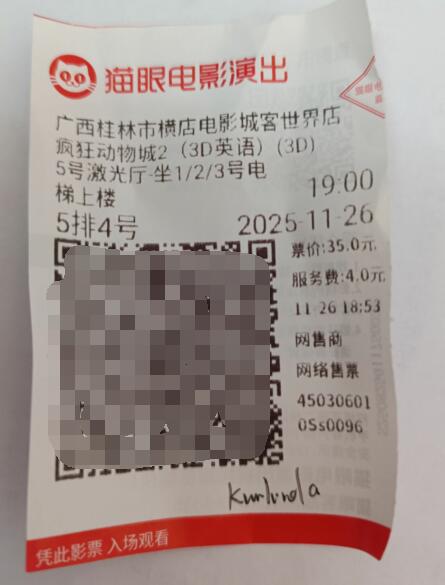 猫眼电影演出
广西桂林市横店电影城客世界店
疯狂动物城2（3D英语）(3D)
5号激光厅-坐1/2/3号电
梯上楼
19:00
5排4号
2025-11-26
票价:35.0元
服务费:4.0元
11-26 18:53
网售商
网络售票
45030601
0Ss0096
凭此影票 入场观看